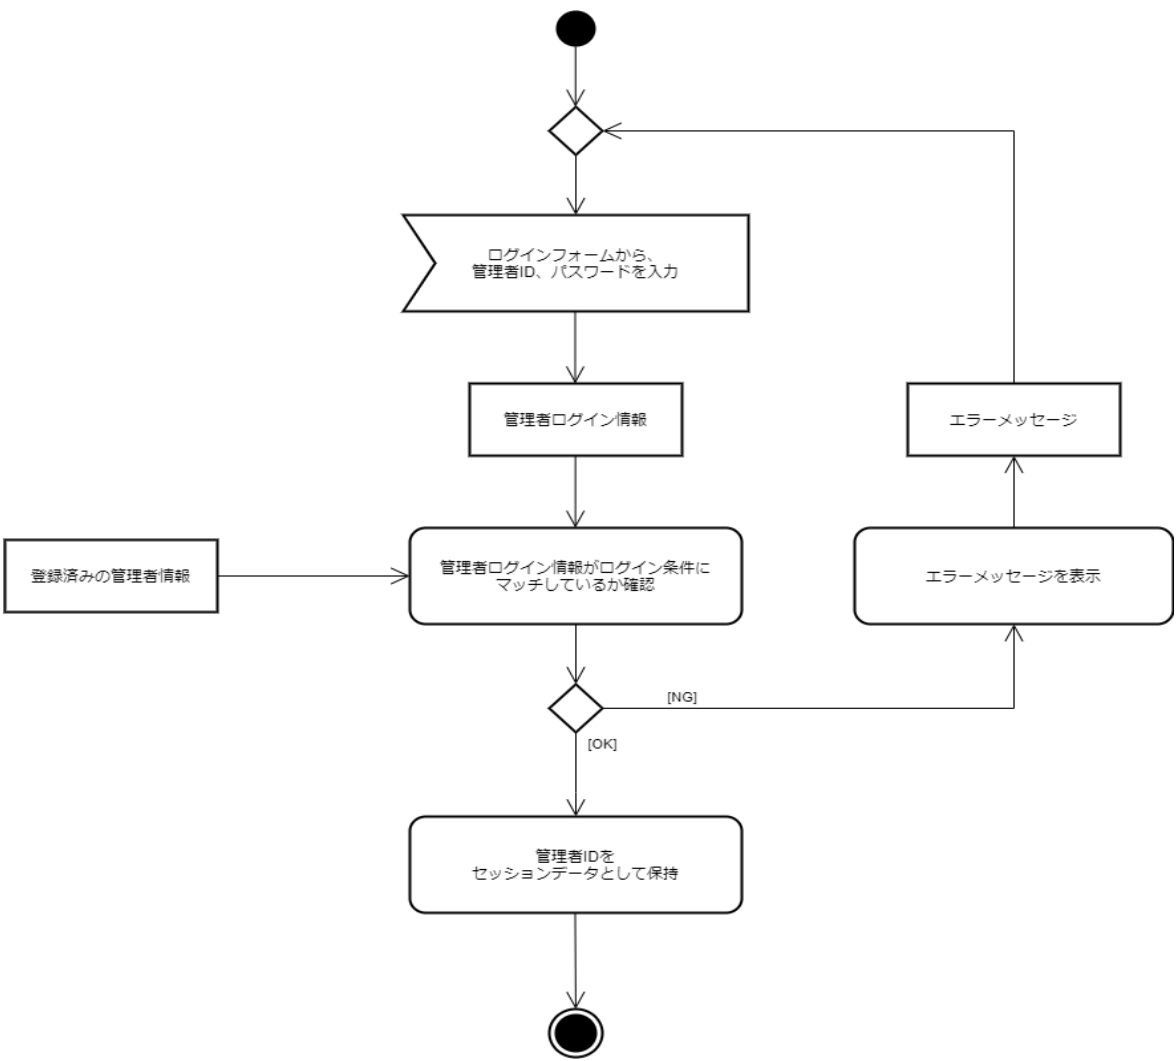 ログインフォームから、
管理者ID、パスワードを入力
管理者ログイン情報
エラーメッセージ
登録済みの管理者情報
管理者ログイン情報がログイン条件に
マッチしているか確認
エラーメッセージを表示
[NG]
[OK]
管理者IDを
セッションデータとして保持